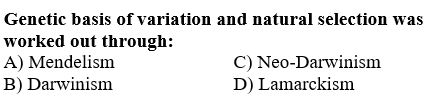 Genetic basis of variation and natural selection was
worked out through:
A) Mendelism C) Neo-Darwinism
B) Darwinism D) Lamarckism